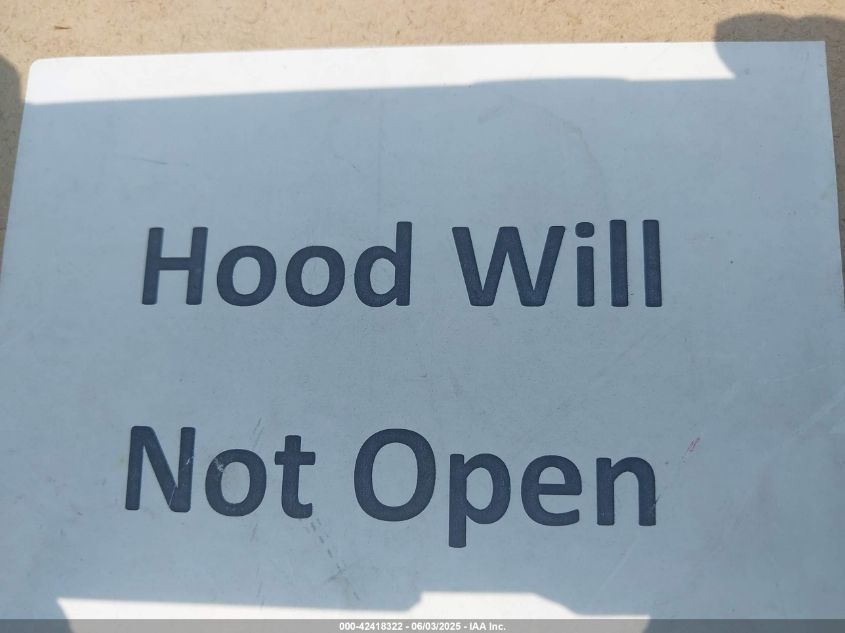 Hood Will
Not Open
000-42418322 - 06/03/2025 - IAA Inc.